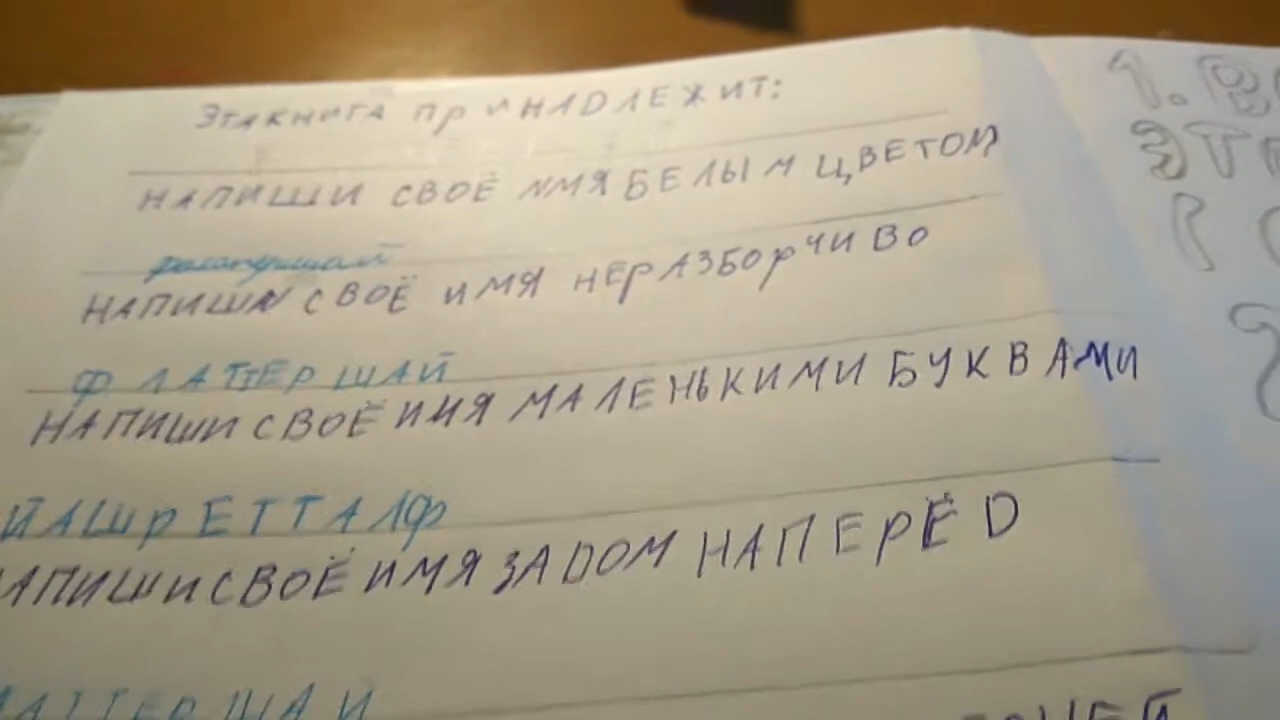 ЭТА КНИГА ПРИНАДЛЕЖИТ:
НАПИШИ СВОЁ ИМЯ БЕЛЫМ ЦВЕТОМ
НАПИШИ СВОЁ ИМЯ НЕРАЗБОРЧИВО
ФЛАТТЕРШАЙ
НАПИШИ СВОЁ ИМЯ МАЛЕНЬКИМИ БУКВАМИ
ЙАШРЕТТАЛФ
НАПИШИ СВОЁ ИМЯ ЗАДОМ НАПЕРЁД